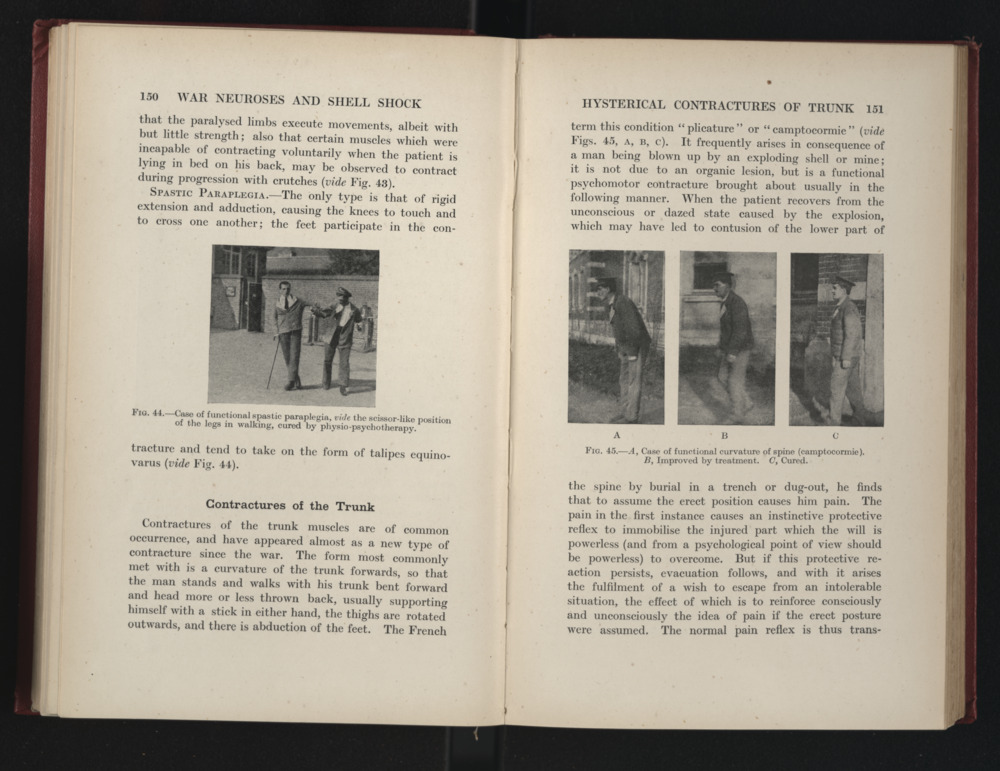 150 WAR NEUROSES AND SHELL SHOCK
that the paralysed limbs execute movements, albeit with
but little strength; also that certain muscles which were
incapable of contracting voluntarily when the patient is
lying in bed on his back, may be observed to contract
during progression with crutches (vide Fig. 43).
SPASTIC PARAPLEGIA.—The only type is that of rigid
extension and adduction, causing the knees to touch and
to cross one another; the feet participate in the con-
FIG. 44.—Case of functional spastic paraplegia, vide the scissor-like position
of the legs in walking, cured by physio-psychotherapy.
tracture and tend to take on the form of talipes equino-
varus (vide Fig. 44).
Contractures of the Trunk
Contractures of the trunk muscles are of common
occurrence, and have appeared almost as a new type of
contracture since the war. The form most commonly
met with is a curvature of the trunk forwards, so that
the man stands and walks with his trunk bent forward
and head more or less thrown back, usually supporting
himself with a stick in either hand, the thighs are rotated
outwards, and there is abduction of the feet. The French
HYSTERICAL CONTRACTURES OF TRUNK 151
term this condition "plicature" or "camptocormie" (vide
Figs. 45, A, B, C). It frequently arises in consequence of
a man being blown up by an exploding shell or mine;
it is not due to an organic lesion, but is a functional
psychomotor contracture brought about usually in the
following manner. When the patient recovers from the
unconscious or dazed state caused by the explosion,
which may have led to contusion of the lower part of
A B C
FIG. 45.—A, Case of functional curvature of spine (camptocormie).
B, Improved by treatment. C, Cured.
the spine by burial in a trench or dug-out, he finds
that to assume the erect position causes him pain. The
pain in the first instance causes an instinctive protective
reflex to immobilise the injured part which the will is
powerless (and from a psychological point of view should
be powerless) to overcome. But if this protective re-
action persists, evacuation follows, and with it arises
the fulfilment of a wish to escape from an intolerable
situation, the effect of which is to reinforce consciously
and unconsciously the idea of pain if the erect posture
were assumed. The normal pain reflex is thus trans-